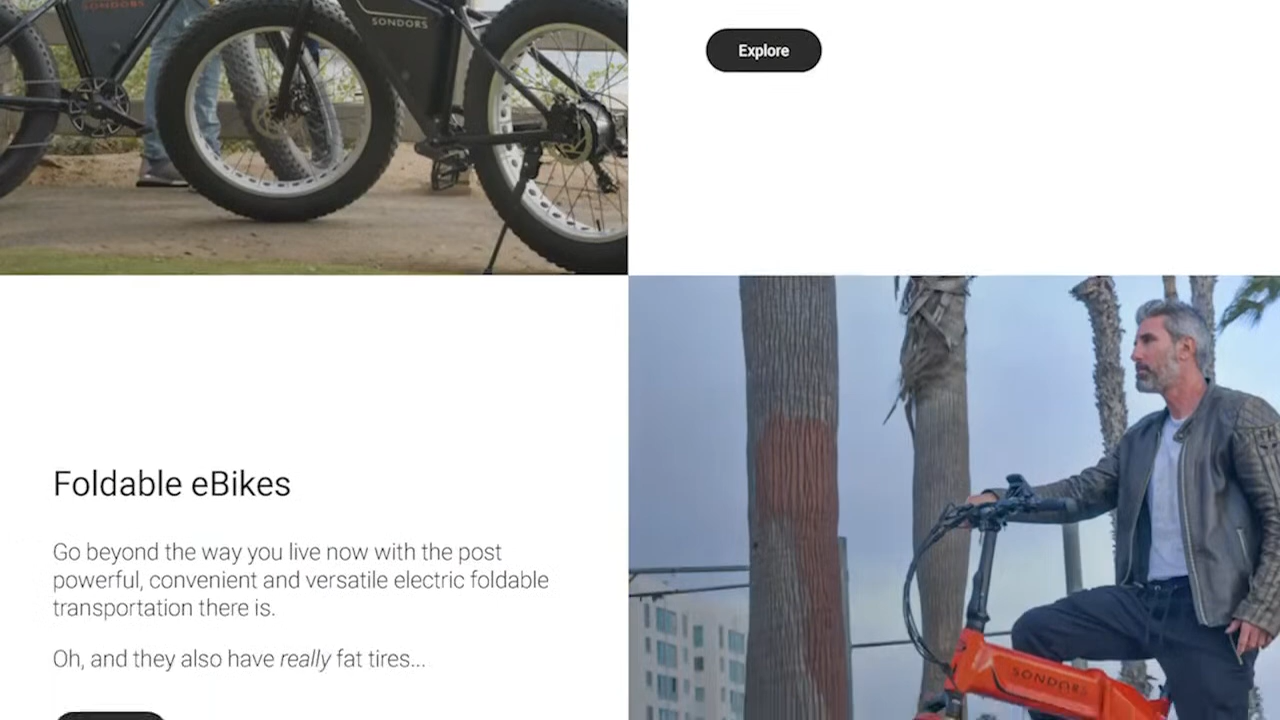 SONDORS
SONDORS
Explore
Foldable eBikes
Go beyond the way you live now with the post
powerful, convenient and versatile electric foldable
transportation there is.
Oh, and they also have really fat tires...
SONDORS